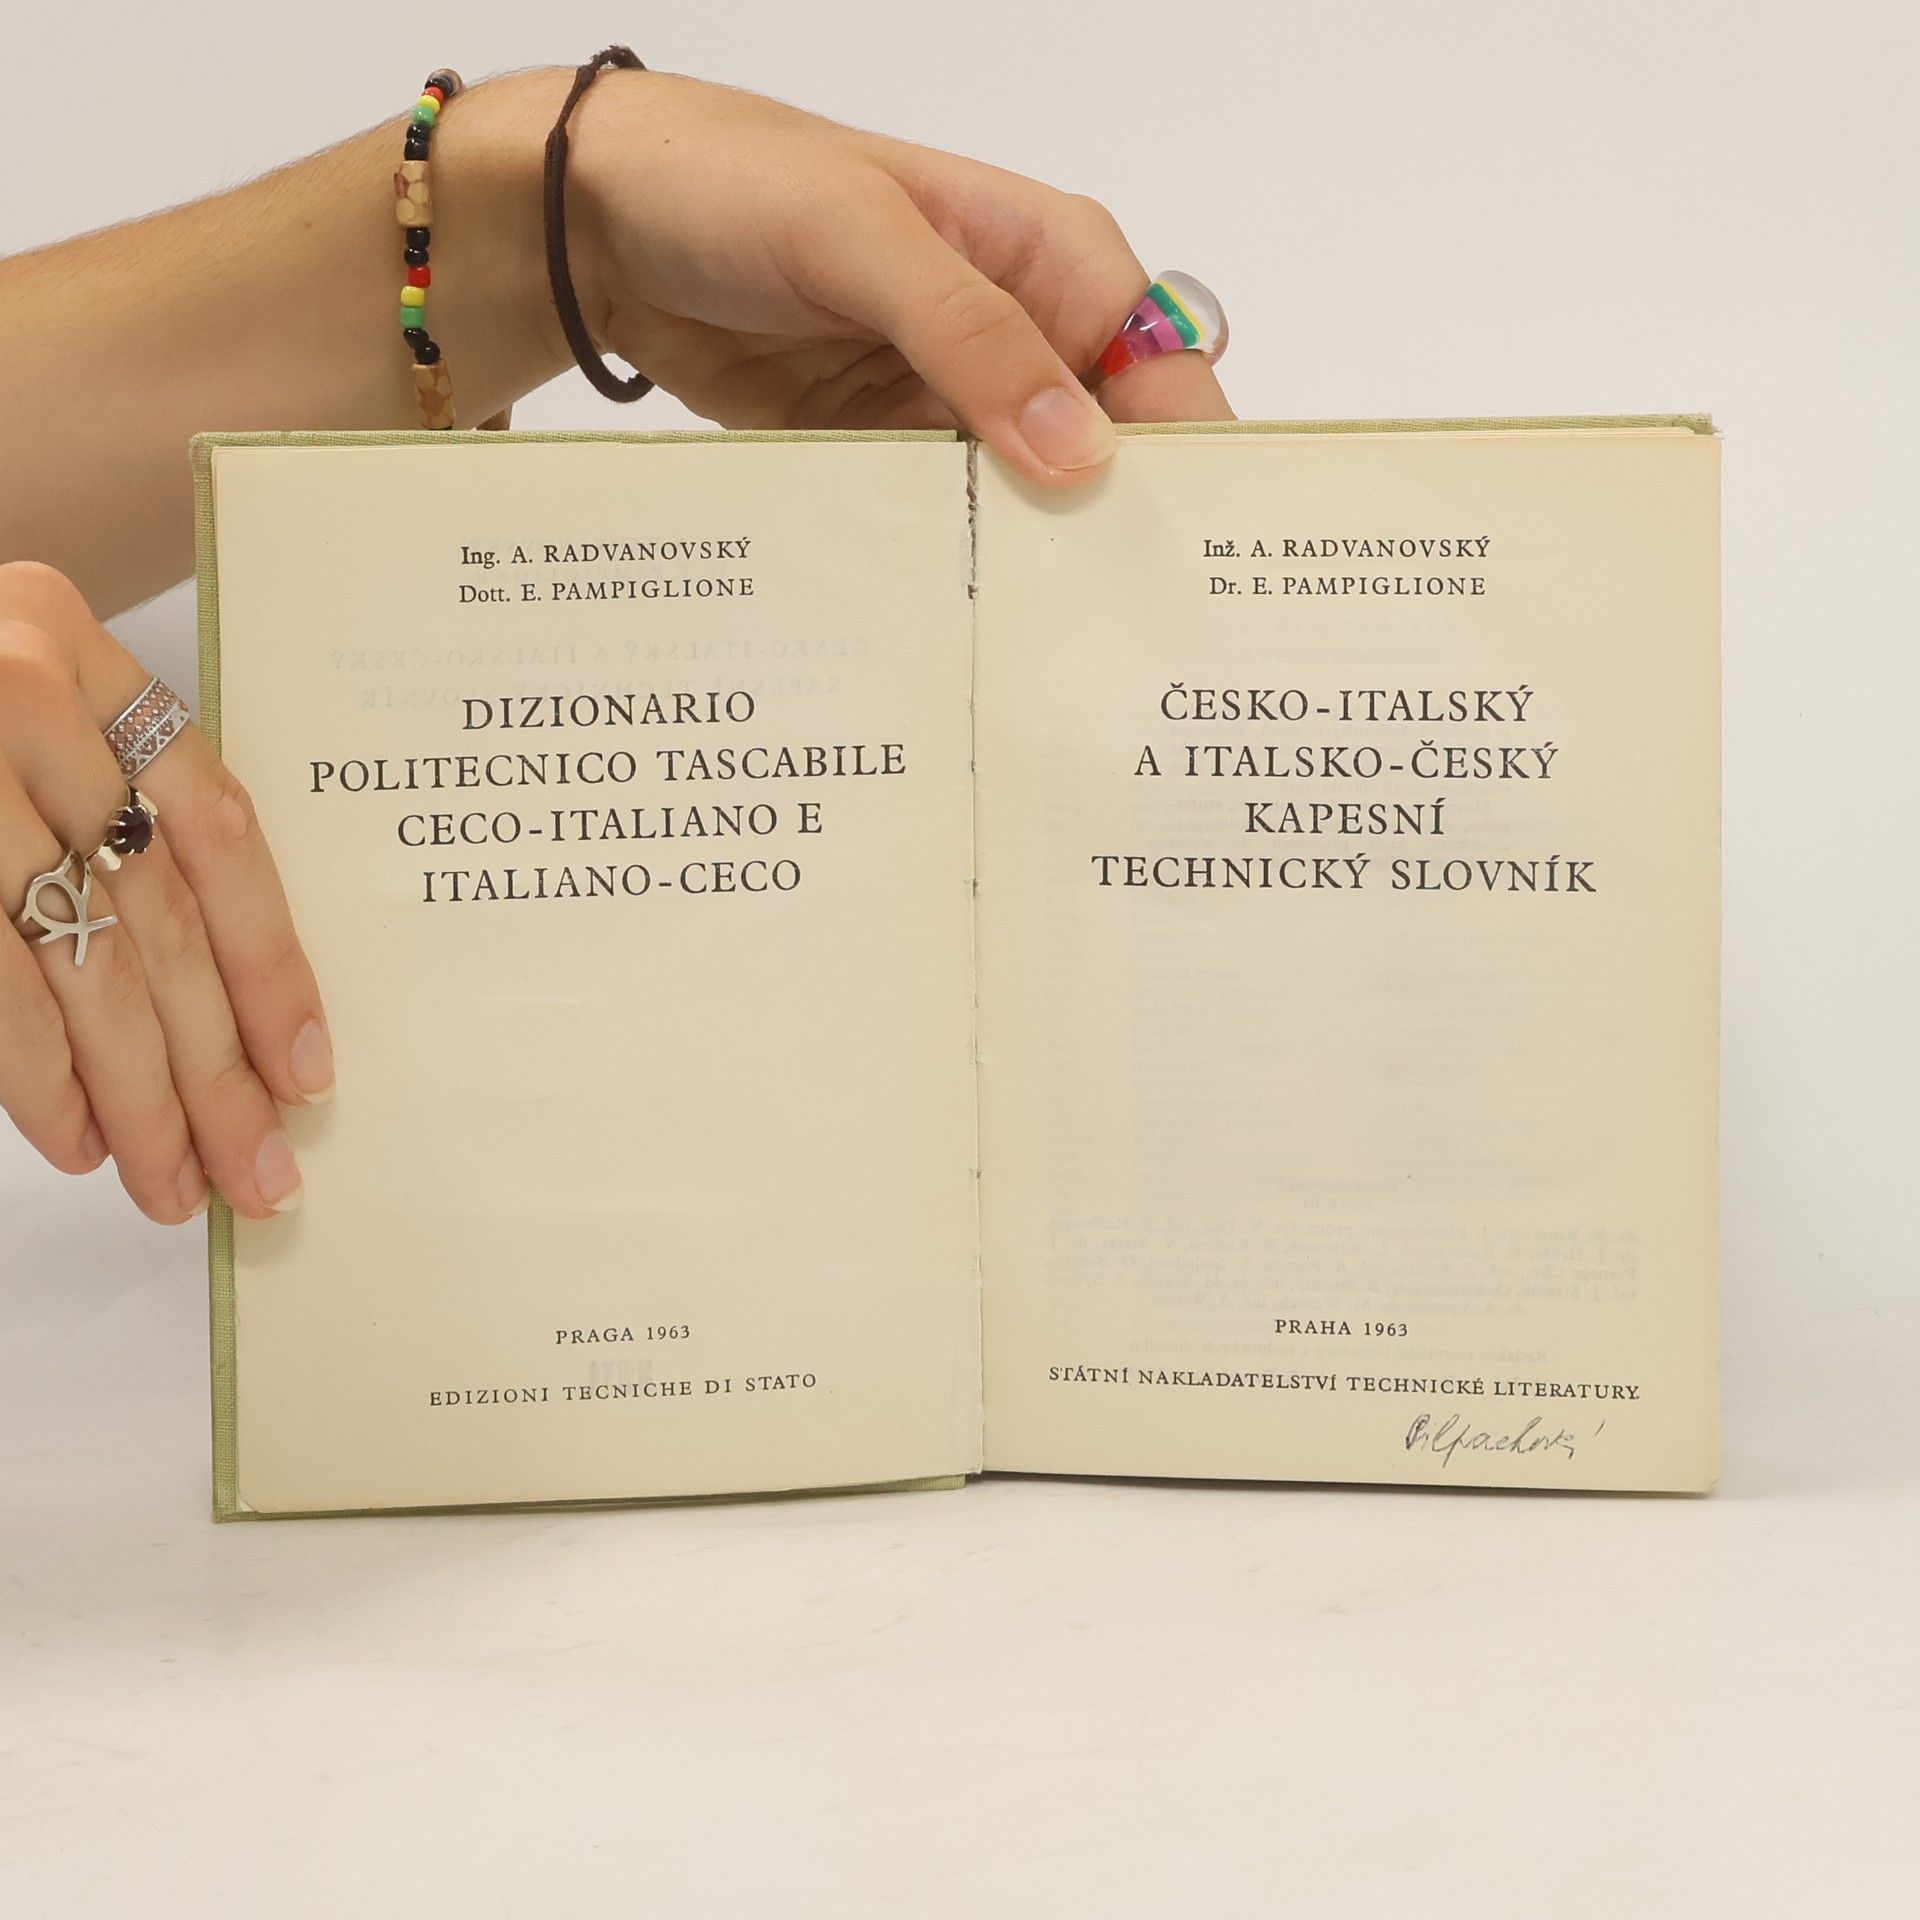 Ing. A. RADVANOVSKÝ
Dott. E. PAMPIGLIONE
DIZIONARIO
POLITECNICO TASCABILE
CECO-ITALIANO E
ITALIANO-CECO
PRAGA 1963
EDIZIONI TECNICHE DI STATO
Inž. A. RADVANOVSKÝ
Dr. E. PAMPIGLIONE
ČESKO-ITALSKÝ
A ITALSKO-ČESKÝ
KAPESNÍ
TECHNICKÝ SLOVNÍK
PRAHA 1963
STÁTNÍ NAKLADATELSTVÍ TECHNICKÉ LITERATURY